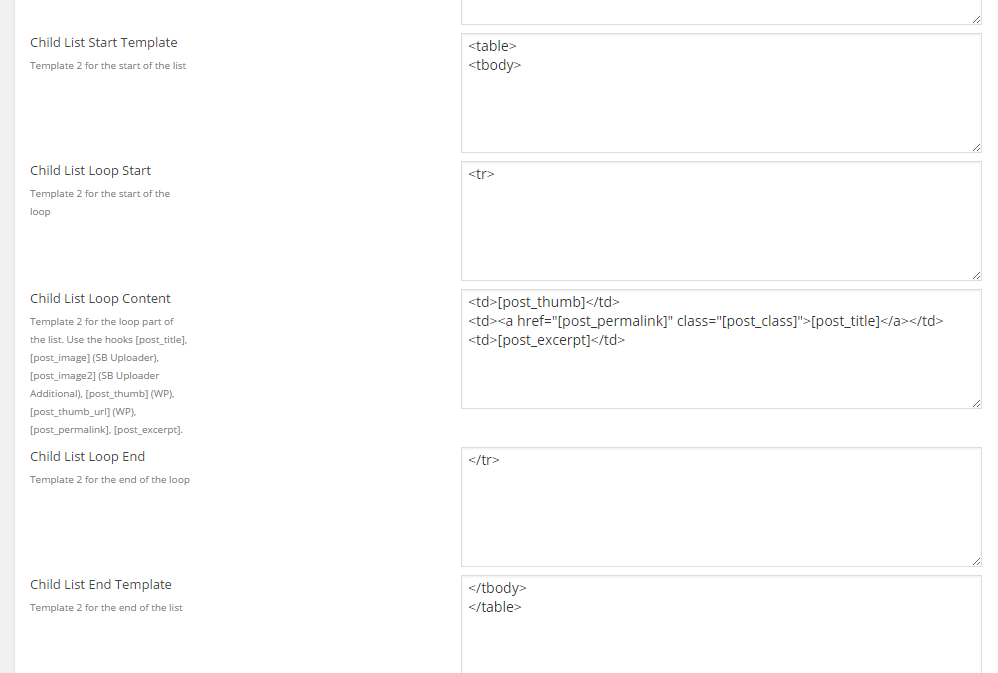 Child List Start Template
Template 2 for the start of the list
<table>
<tbody>
Child List Loop Start
Template 2 for the start of the
loop
<tr>
Child List Loop Content
Template 2 for the loop part of
the list. Use the hooks [post_title],
[post_image] (SB Uploader),
[post_image2] (SB Uploader
Additional), [post_thumb] (WP),
[post_thumb_url] (WP),
[post_permalink], [post_excerpt].
<td>[post_thumb]</td>
<td><a href="[post_permalink]" class="[post_class]">[post_title]</a></td>
<td>[post_excerpt]</td>
Child List Loop End
Template 2 for the end of the loop
</tr>
Child List End Template
Template 2 for the end of the list
</tbody>
</table>